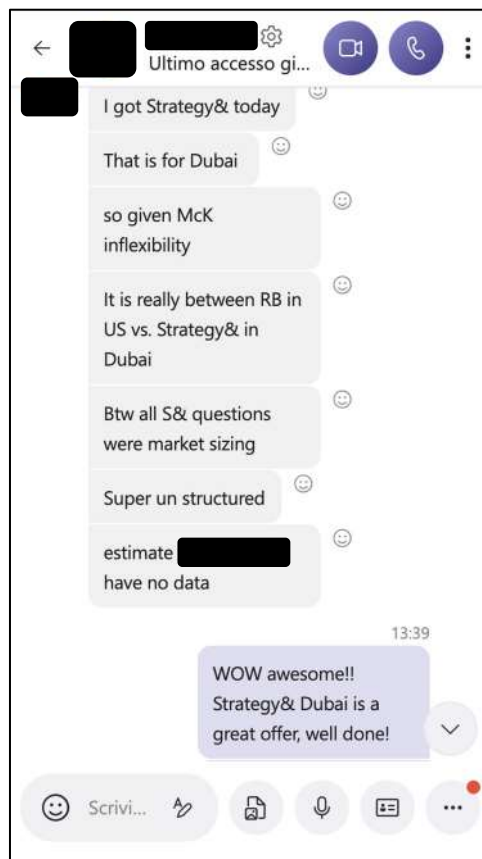 Ultimo accesso gi...
I got Strategy& today
That is for Dubai
so given McK
inflexibility
It is really between RB in
US vs. Strategy& in
Dubai
Btw all S& questions
were market sizing
Super un structured
estimate
have no data
13:39
WOW awesome!!
Strategy& Dubai is a
great offer, well done!
Scrivi...